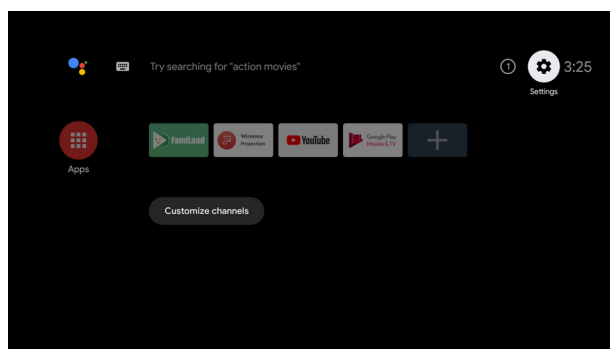 Try searching for "action movies"
1
3:25
Settings
Apps
FamiLand
Wireless
Projection
YouTube
Google Play
Movies & TV
Customize channels